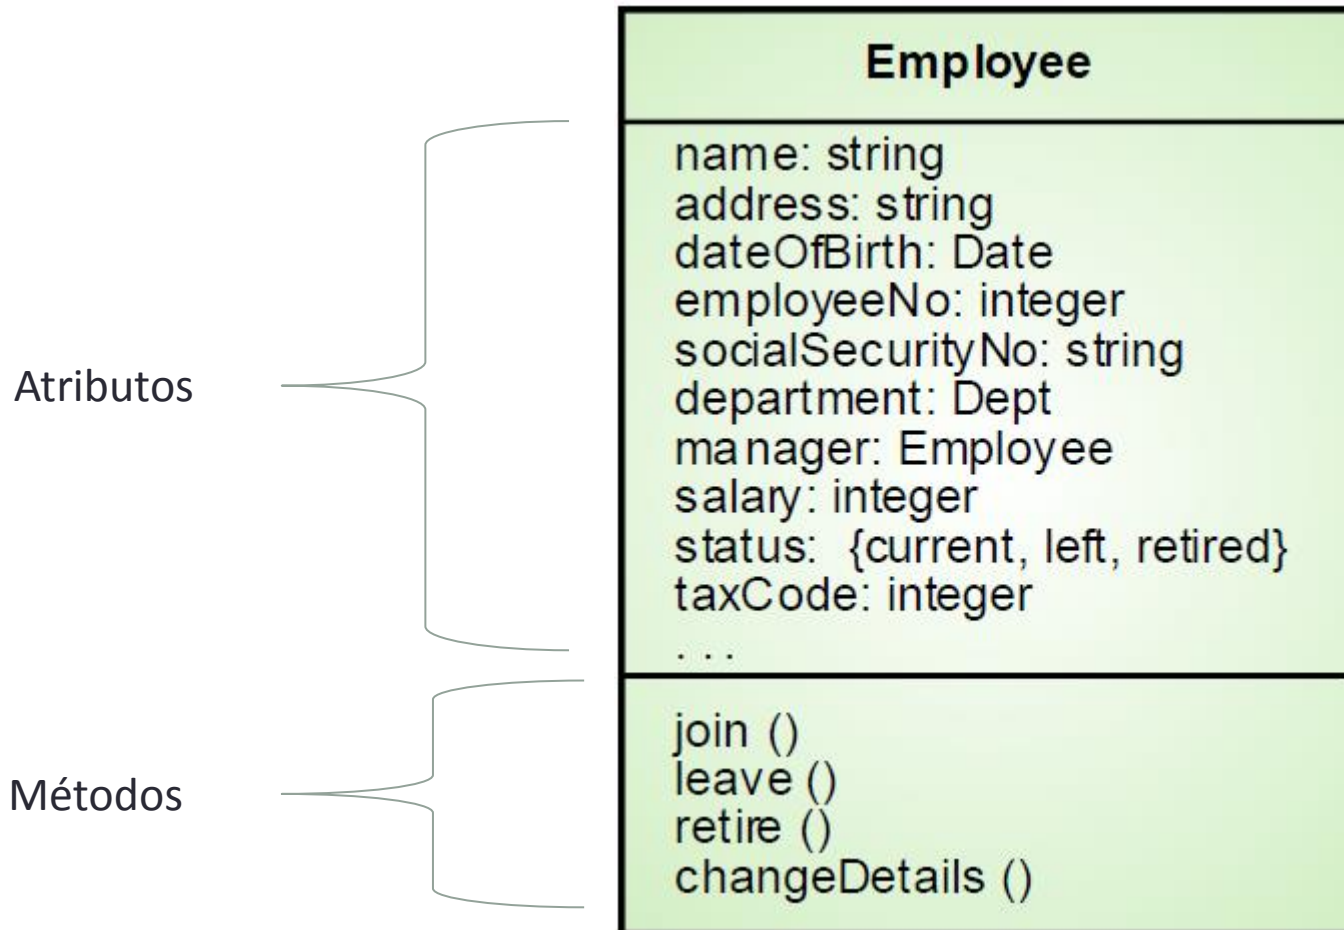 Employee
Atributos
name: string
address: string
dateOfBirth: Date
employeeNo: integer
socialSecurityNo: string
department: Dept
manager: Employee
salary: integer
status: {current, left, retired}
taxCode: integer
. . .
Métodos
join ()
leave ()
retire ()
changeDetails ()